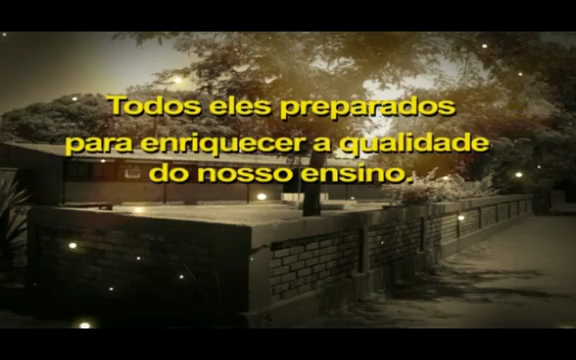 Todos eles preparados
para enriquecer a qualidade
do nosso ensino.